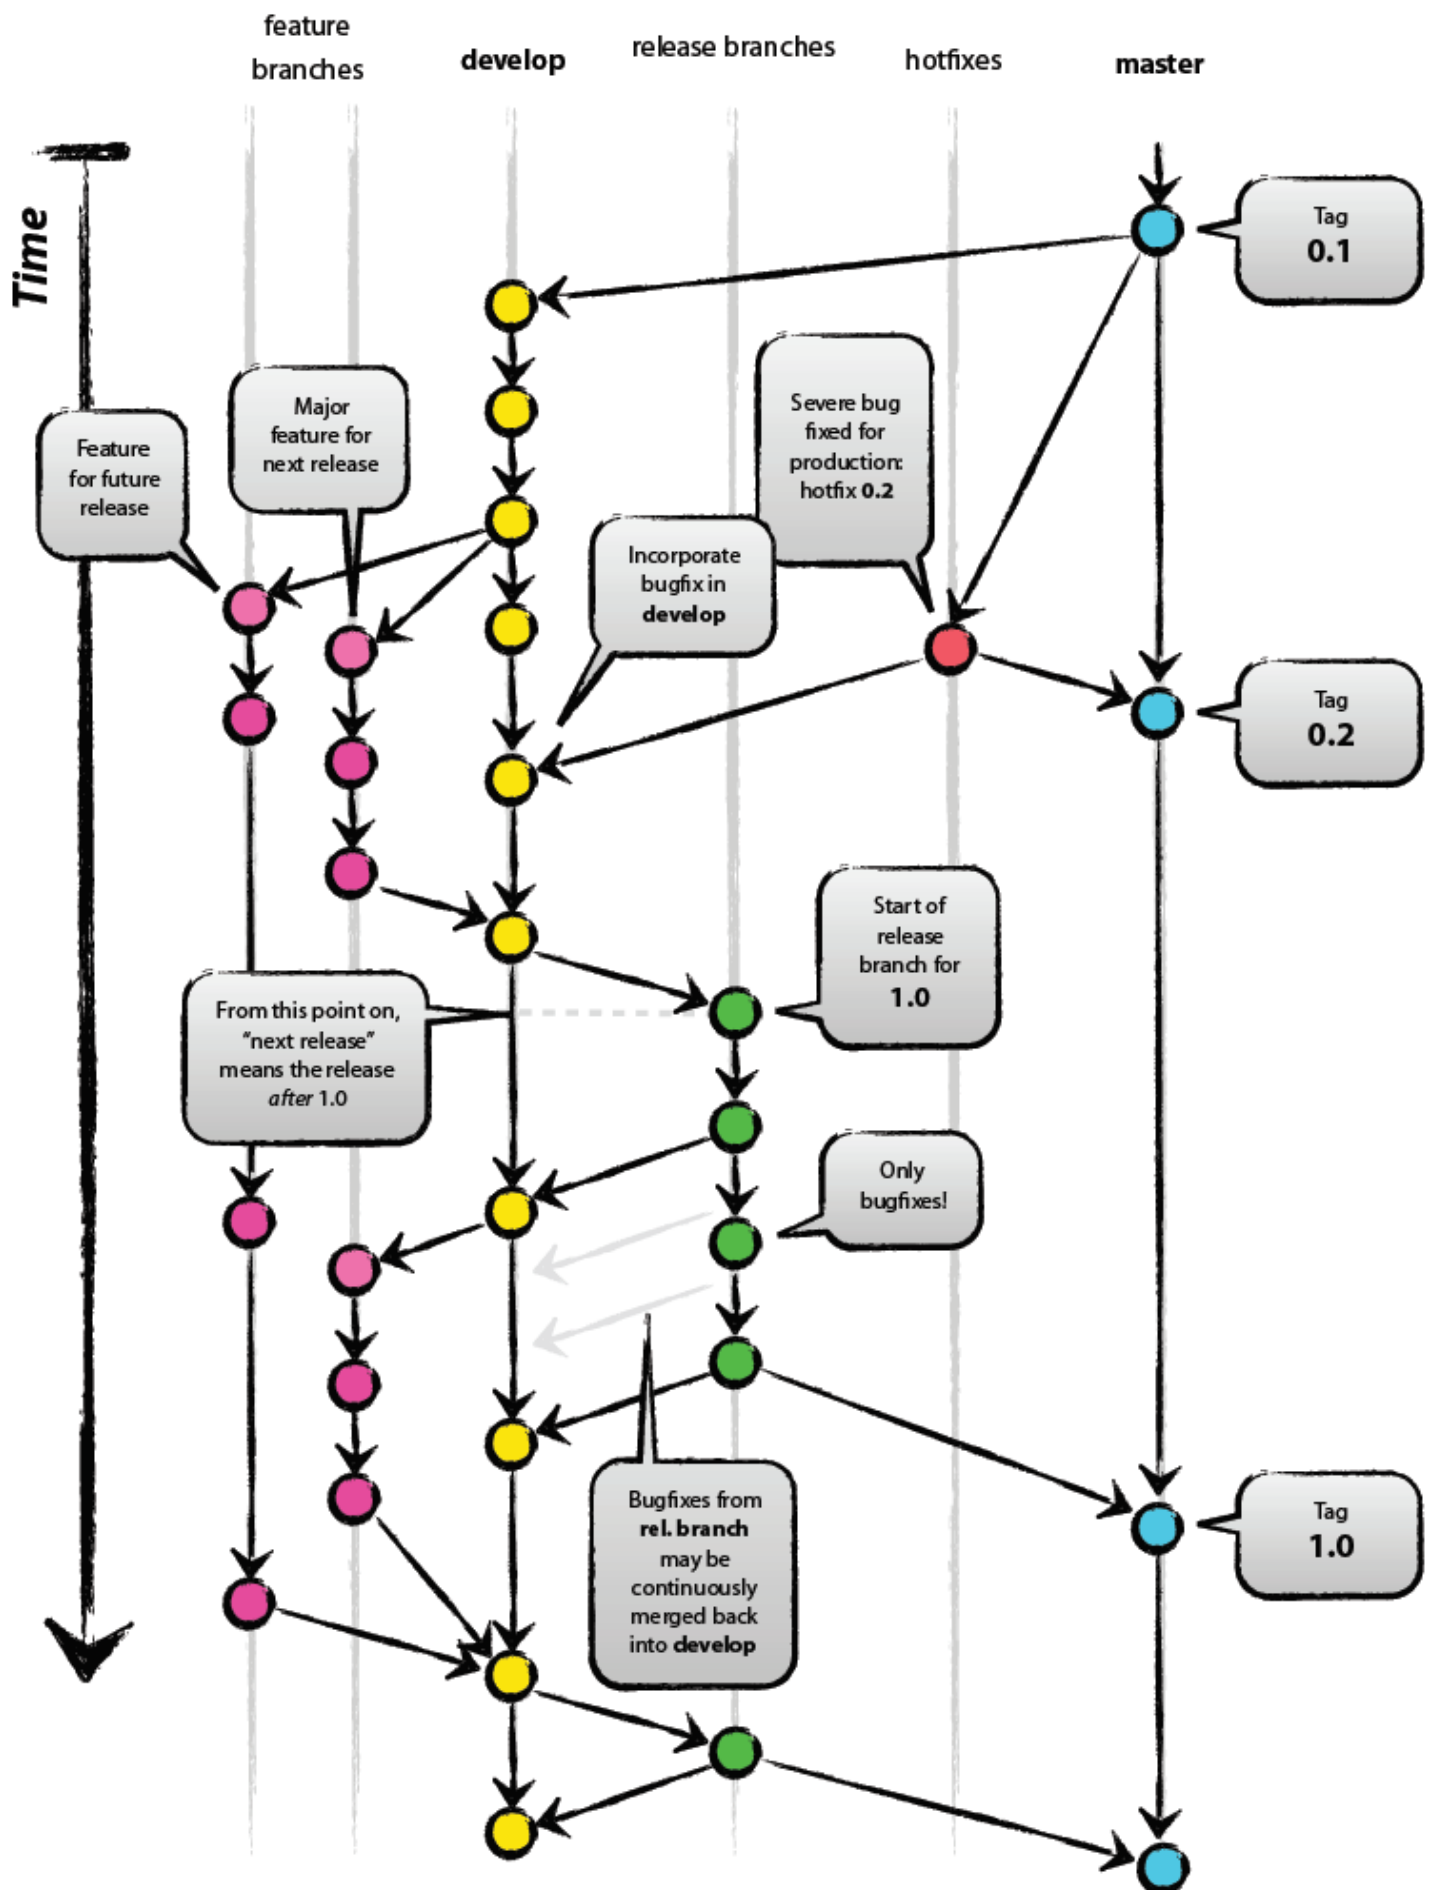 feature
branches
develop
release branches
hotfixes
master
Time
Tag
0.1
Major
feature for
next release
Feature
for future
release
Severe bug
fixed for
production:
hotfix 0.2
Incorporate
bugfix in
develop
Tag
0.2
Start of
release
branch for
1.0
From this point on,
“next release”
means the release
after 1.0
Only
bugfixes!
Bugfixes from
rel. branch
may be
continuously
merged back
into develop
Tag
1.0